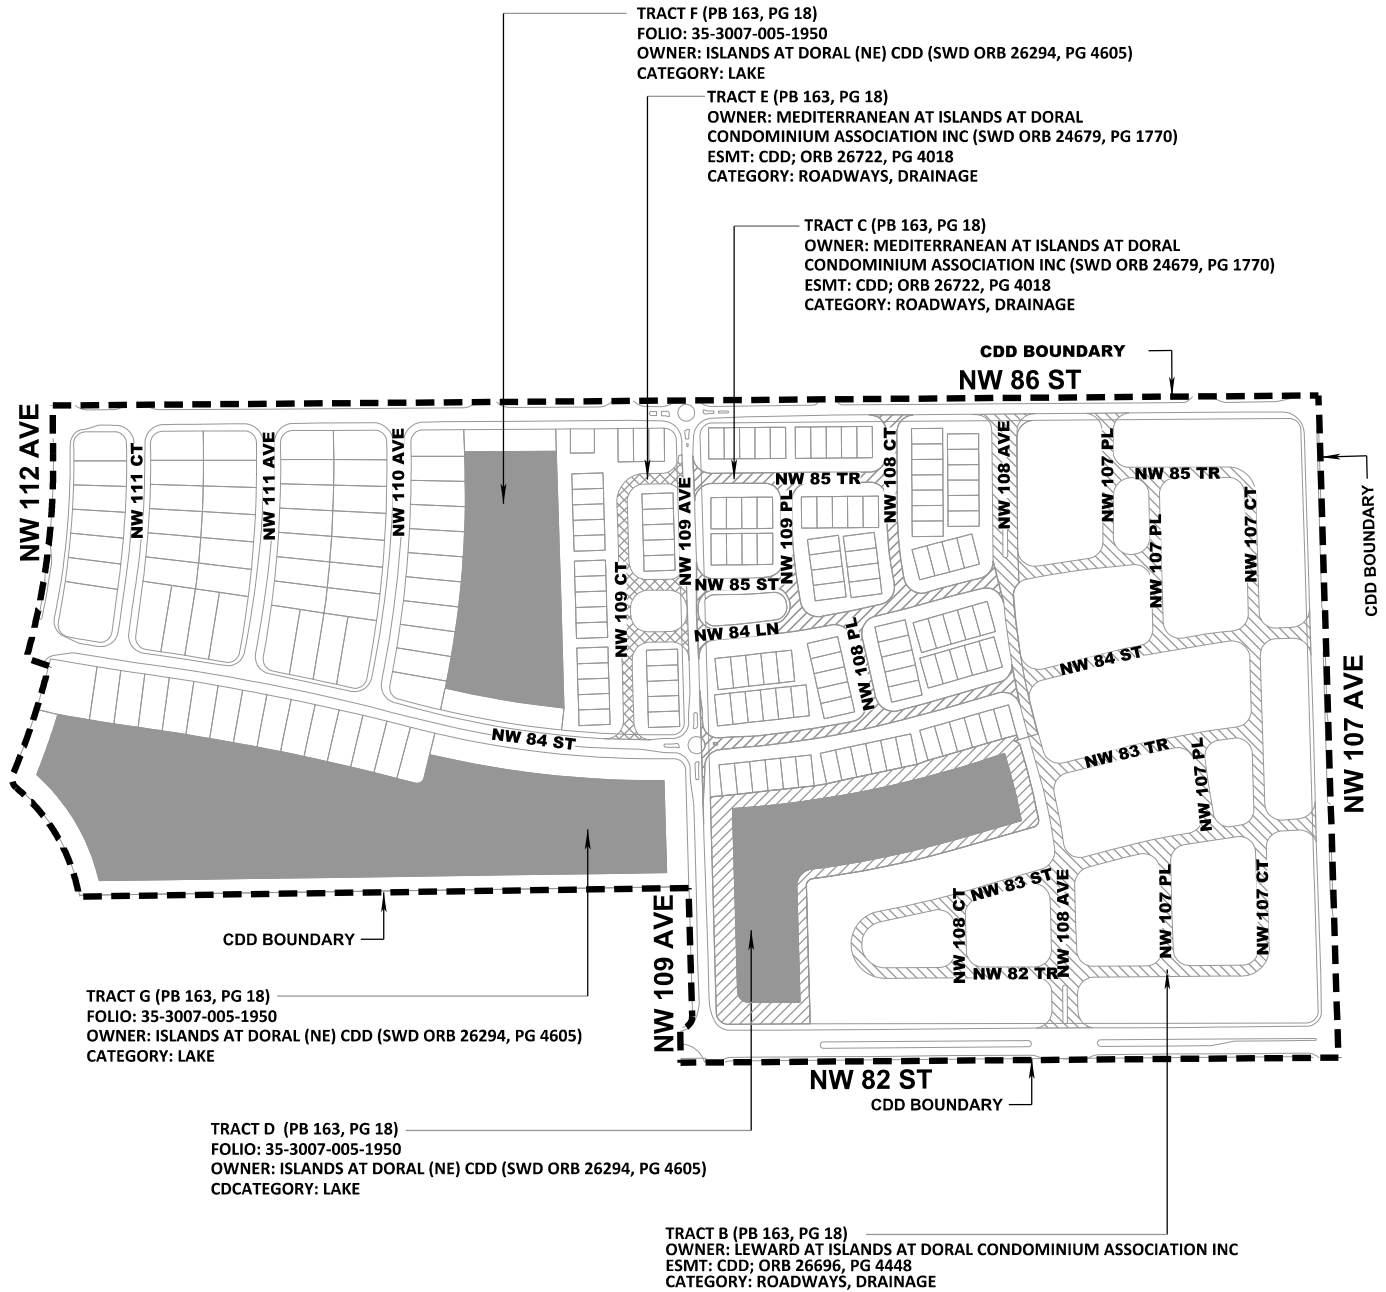 TRACT F (PB 163, PG 18)
FOLIO: 35-3007-005-1950
OWNER: ISLANDS AT DORAL (NE) CDD (SWD ORB 26294, PG 4605)
CATEGORY: LAKE
TRACT E (PB 163, PG 18)
OWNER: MEDITERRANEAN AT ISLANDS AT DORAL
CONDOMINIUM ASSOCIATION INC (SWD ORB 24679, PG 1770)
ESMT: CDD; ORB 26722, PG 4018
CATEGORY: ROADWAYS, DRAINAGE
TRACT C (PB 163, PG 18)
OWNER: MEDITERRANEAN AT ISLANDS AT DORAL
CONDOMINIUM ASSOCIATION INC (SWD ORB 24679, PG 1770)
ESMT: CDD; ORB 26722, PG 4018
CATEGORY: ROADWAYS, DRAINAGE
CDD BOUNDARY
NW 86 ST
NW 112 AVE
NW 111 CT
NW 111 AVE
NW 110 AVE
NW 109 CT
NW 109 AVE
NW 85 TR
NW 109 PL
NW 108 CT
NW 108 AVE
NW 107 PL
NW 85 TR
NW 107 PL
NW 107 CT
CDD BOUNDARY
NW 85 ST
NW 84 LN
NW 108 PL
NW 84 ST
NW 107 AVE
NW 84 ST
NW 83 TR
NW 107 PL
NW 83 ST
NW 108 CT
NW 108 AVE
NW 107 PL
NW 107 CT
NW 82 TR
CDD BOUNDARY
NW 109 AVE
TRACT G (PB 163, PG 18)
FOLIO: 35-3007-005-1950
OWNER: ISLANDS AT DORAL (NE) CDD (SWD ORB 26294, PG 4605)
CATEGORY: LAKE
NW 82 ST
CDD BOUNDARY
TRACT D (PB 163, PG 18)
FOLIO: 35-3007-005-1950
OWNER: ISLANDS AT DORAL (NE) CDD (SWD ORB 26294, PG 4605)
CDCATEGORY: LAKE
TRACT B (PB 163, PG 18)
OWNER: LEWARD AT ISLANDS AT DORAL CONDOMINIUM ASSOCIATION INC
ESMT: CDD; ORB 26696, PG 4448
CATEGORY: ROADWAYS, DRAINAGE